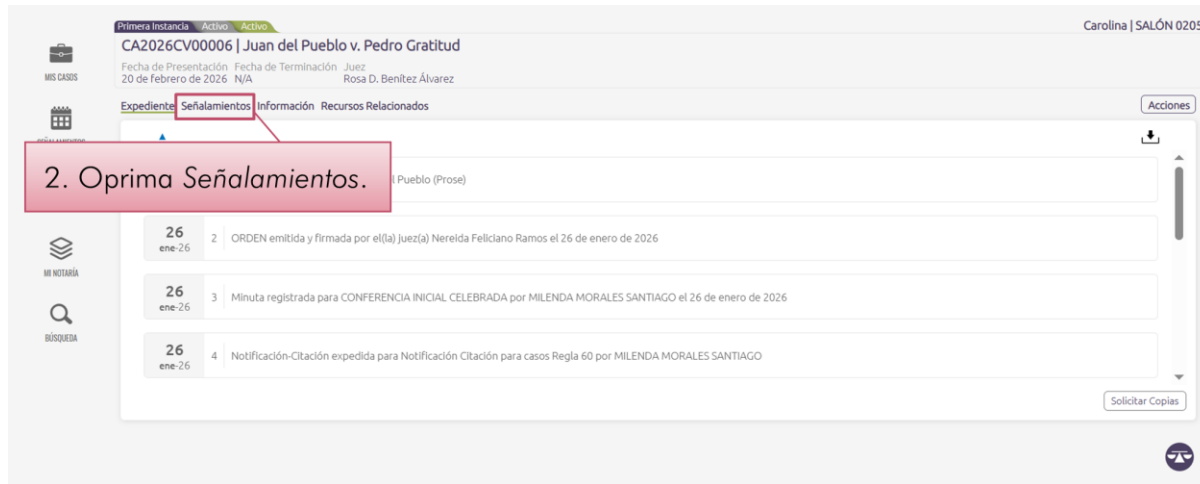 Primera Instancia Activo Activo
Carolina | SALÓN 0205
CA2026CV00006 | Juan del Pueblo v. Pedro Gratitud
Fecha de Presentación Fecha de Terminación Juez
20 de febrero de 2026 N/A Rosa D. Benítez Álvarez
MIS CASOS
Expediente Señalamientos Información Recursos Relacionados
Acciones
2. Oprima Señalamientos.
Pueblo (Prose)
26
ene-26
2 ORDEN emitida y firmada por el(la) Juez(a) Nereida Feliciano Ramos el 26 de enero de 2026
MI NOTARÍA
26
ene-26
3 Minuta registrada para CONFERENCIA INICIAL CELEBRADA por MILENDA MORALES SANTIAGO el 26 de enero de 2026
BÚSQUEDA
26
ene-26
4 Notificación-Citación expedida para Notificación Citación para casos Regla 60 por MILENDA MORALES SANTIAGO
Solicitar Copias